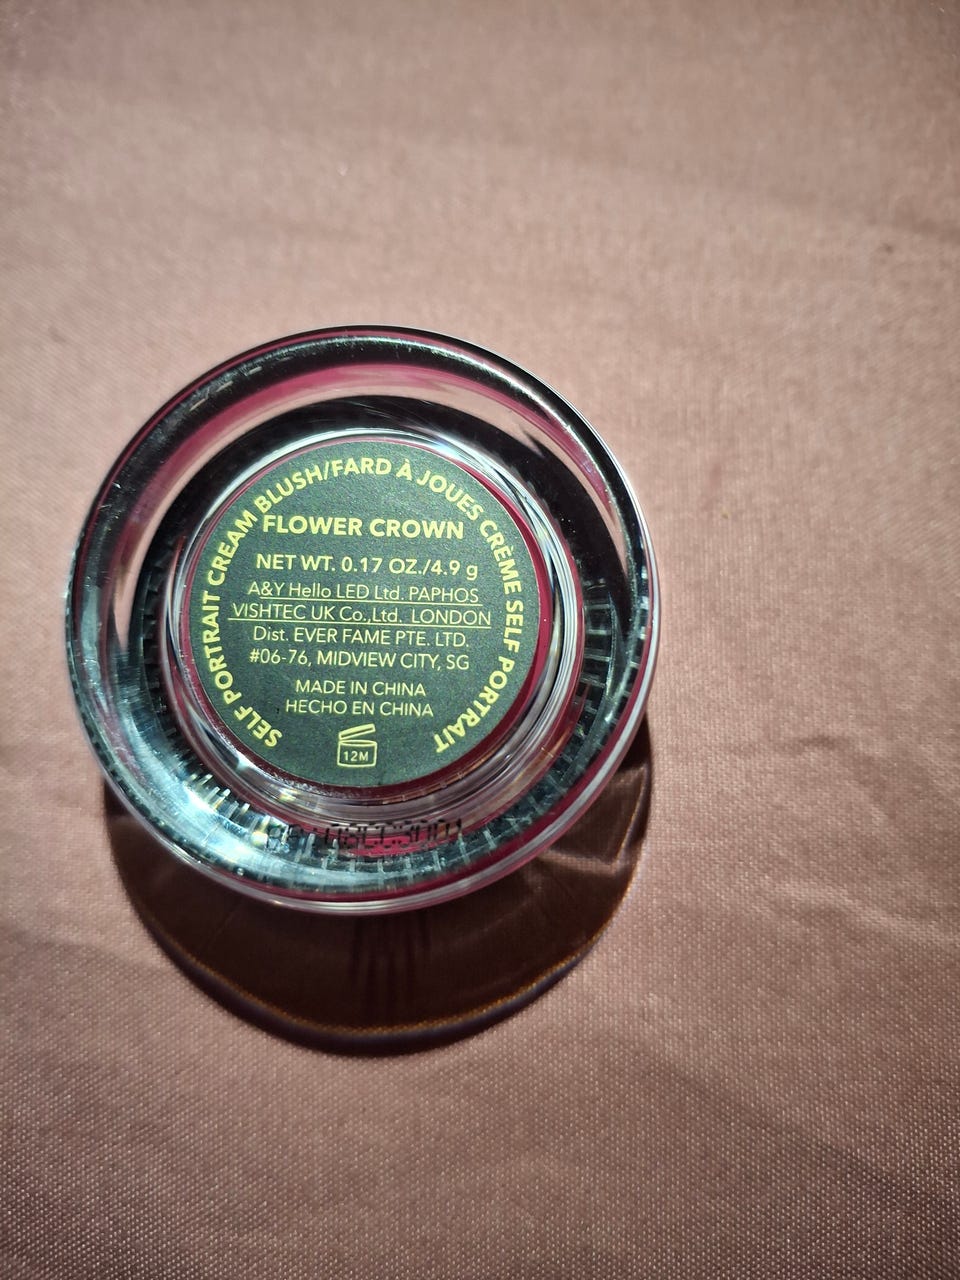 SELF PORTRAIT CREAM BLUSH/FARD À JOUES CRÈME SELF PORTRAIT
FLOWER CROWN
NET WT. 0.17 OZ./4.9 g
A&Y Hello LED Ltd. PAPHOS
VISHTEC UK Co.,Ltd. LONDON
Dist. EVER FAME PTE. LTD.
#06-76, MIDVIEW CITY, SG
MADE IN CHINA
HECHO EN CHINA
12M